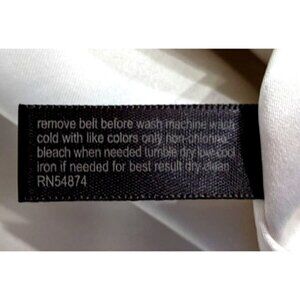 remove belt before wash machine wash
cold with like colors only non-chlorine
bleach when needed tumble dry low cool
iron if needed for best result dry clean
RN54874